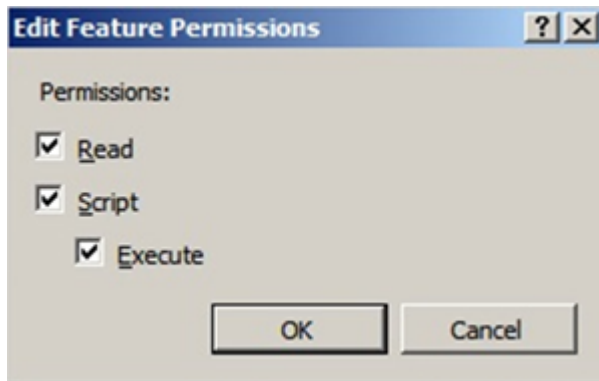 Edit Feature Permissions ? X
Permissions:
Read
Script
Execute
OK Cancel